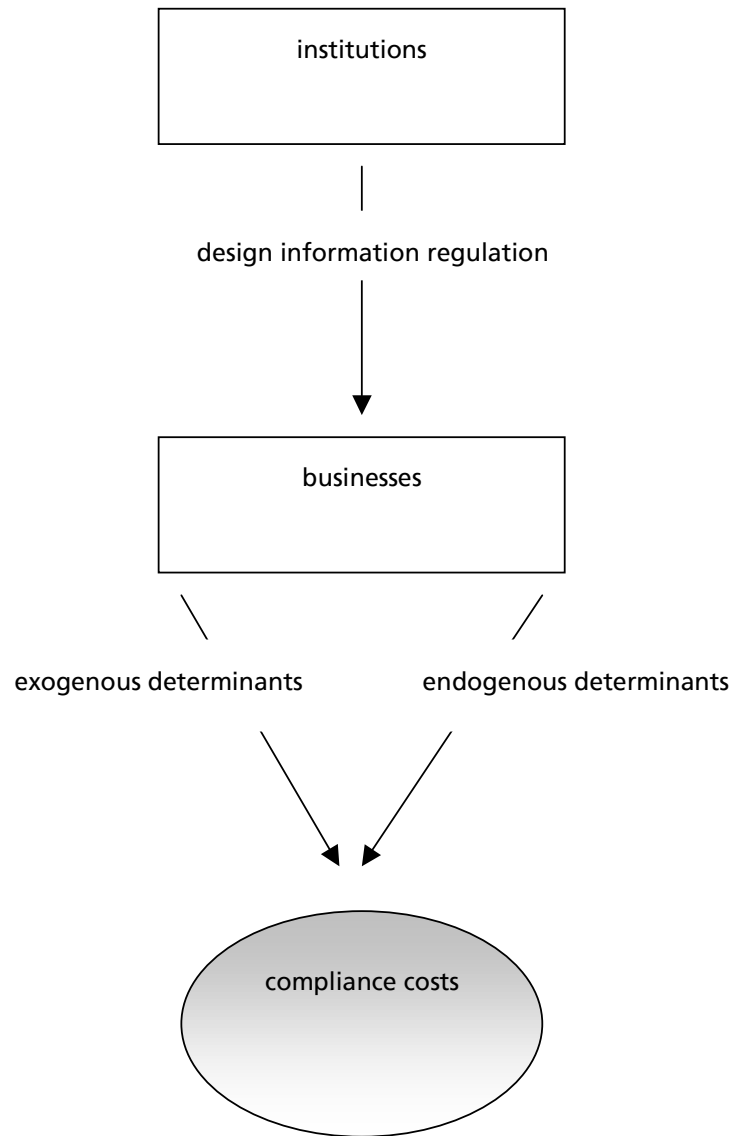 institutions
design information regulation
businesses
exogenous determinants
endogenous determinants
compliance costs